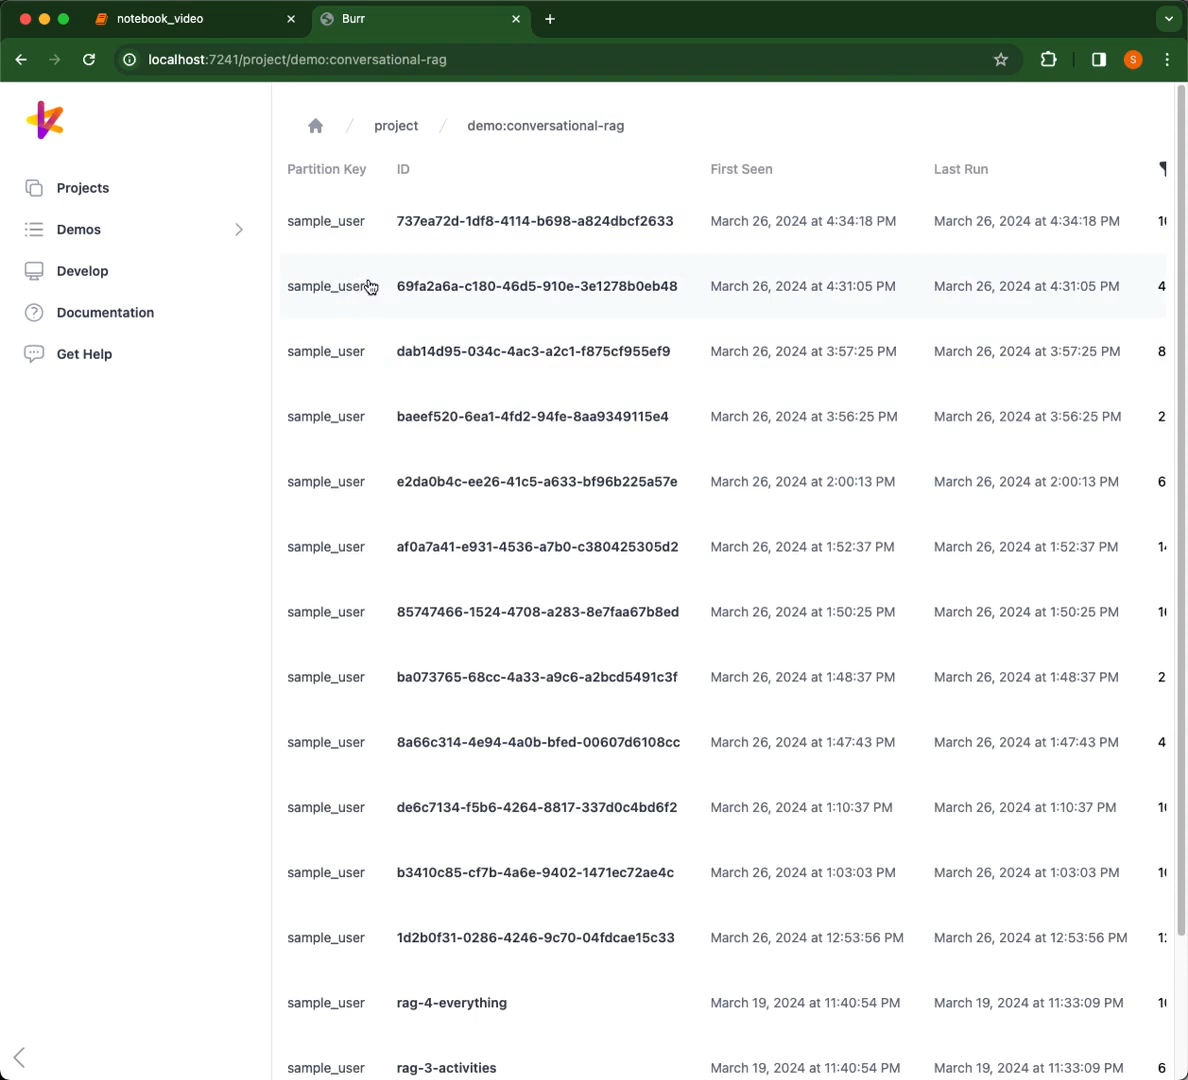 notebook_video
Burr
localhost:7241/project/demo:conversational-rag
S
project / demo:conversational-rag
Projects
Demos
Develop
Documentation
Get Help
Partition Key ID First Seen Last Run
sample_user 737ea72d-1df8-4114-b698-a824dbcf2633 March 26, 2024 at 4:34:18 PM March 26, 2024 at 4:34:18 PM
sample_user 69fa2a6a-c180-46d5-910e-3e1278b0eb48 March 26, 2024 at 4:31:05 PM March 26, 2024 at 4:31:05 PM 4
sample_user dab14d95-034c-4ac3-a2c1-f875cf955ef9 March 26, 2024 at 3:57:25 PM March 26, 2024 at 3:57:25 PM 8
sample_user baeef520-6ea1-4fd2-94fe-8aa9349115e4 March 26, 2024 at 3:56:25 PM March 26, 2024 at 3:56:25 PM 2
sample_user e2da0b4c-ee26-41c5-a633-bf96b225a57e March 26, 2024 at 2:00:13 PM March 26, 2024 at 2:00:13 PM 6
sample_user af0a7a41-e931-4536-a7b0-c380425305d2 March 26, 2024 at 1:52:37 PM March 26, 2024 at 1:52:37 PM
sample_user 85747466-1524-4708-a283-8e7faa67b8ed March 26, 2024 at 1:50:25 PM March 26, 2024 at 1:50:25 PM
sample_user ba073765-68cc-4a33-a9c6-a2bcd5491c3f March 26, 2024 at 1:48:37 PM March 26, 2024 at 1:48:37 PM 2
sample_user 8a66c314-4e94-4a0b-bfed-00607d6108cc March 26, 2024 at 1:47:43 PM March 26, 2024 at 1:47:43 PM 4
sample_user de6c7134-f5b6-4264-8817-337d0c4bd6f2 March 26, 2024 at 1:10:37 PM March 26, 2024 at 1:10:37 PM
sample_user b3410c85-cf7b-4a6e-9402-1471ec72ae4c March 26, 2024 at 1:03:03 PM March 26, 2024 at 1:03:03 PM
sample_user 1d2b0f31-0286-4246-9c70-04fdcae15c33 March 26, 2024 at 12:53:56 PM March 26, 2024 at 12:53:56 PM
sample_user rag-4-everything March 19, 2024 at 11:40:54 PM March 19, 2024 at 11:33:09 PM
sample_user rag-3-activities March 19, 2024 at 11:40:54 PM March 19, 2024 at 11:33:09 PM 6